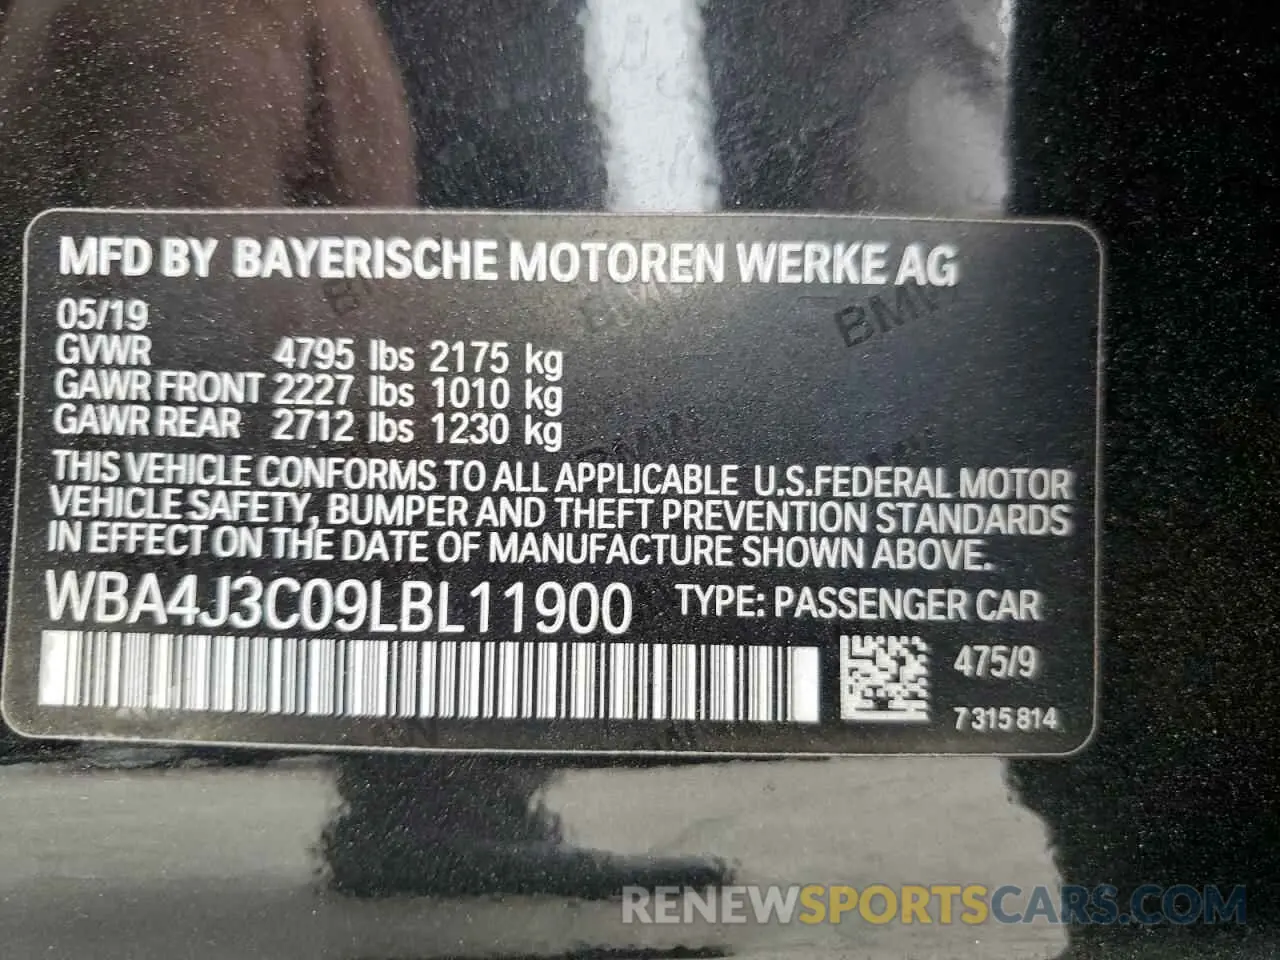 MFD BY BAYERISCHE MOTOREN WERKE AG
05/19
GVWR 4795 lbs 2175 kg
GAWR FRONT 2227 lbs 1010 kg
GAWR REAR 2712 lbs 1230 kg
THIS VEHICLE CONFORMS TO ALL APPLICABLE U.S.FEDERAL MOTOR
VEHICLE SAFETY, BUMPER AND THEFT PREVENTION STANDARDS
IN EFFECT ON THE DATE OF MANUFACTURE SHOWN ABOVE.
WBA4J3C09LBL11900 TYPE: PASSENGER CAR
475/9
7 315 814
RENEWSPORTSCARS.COM